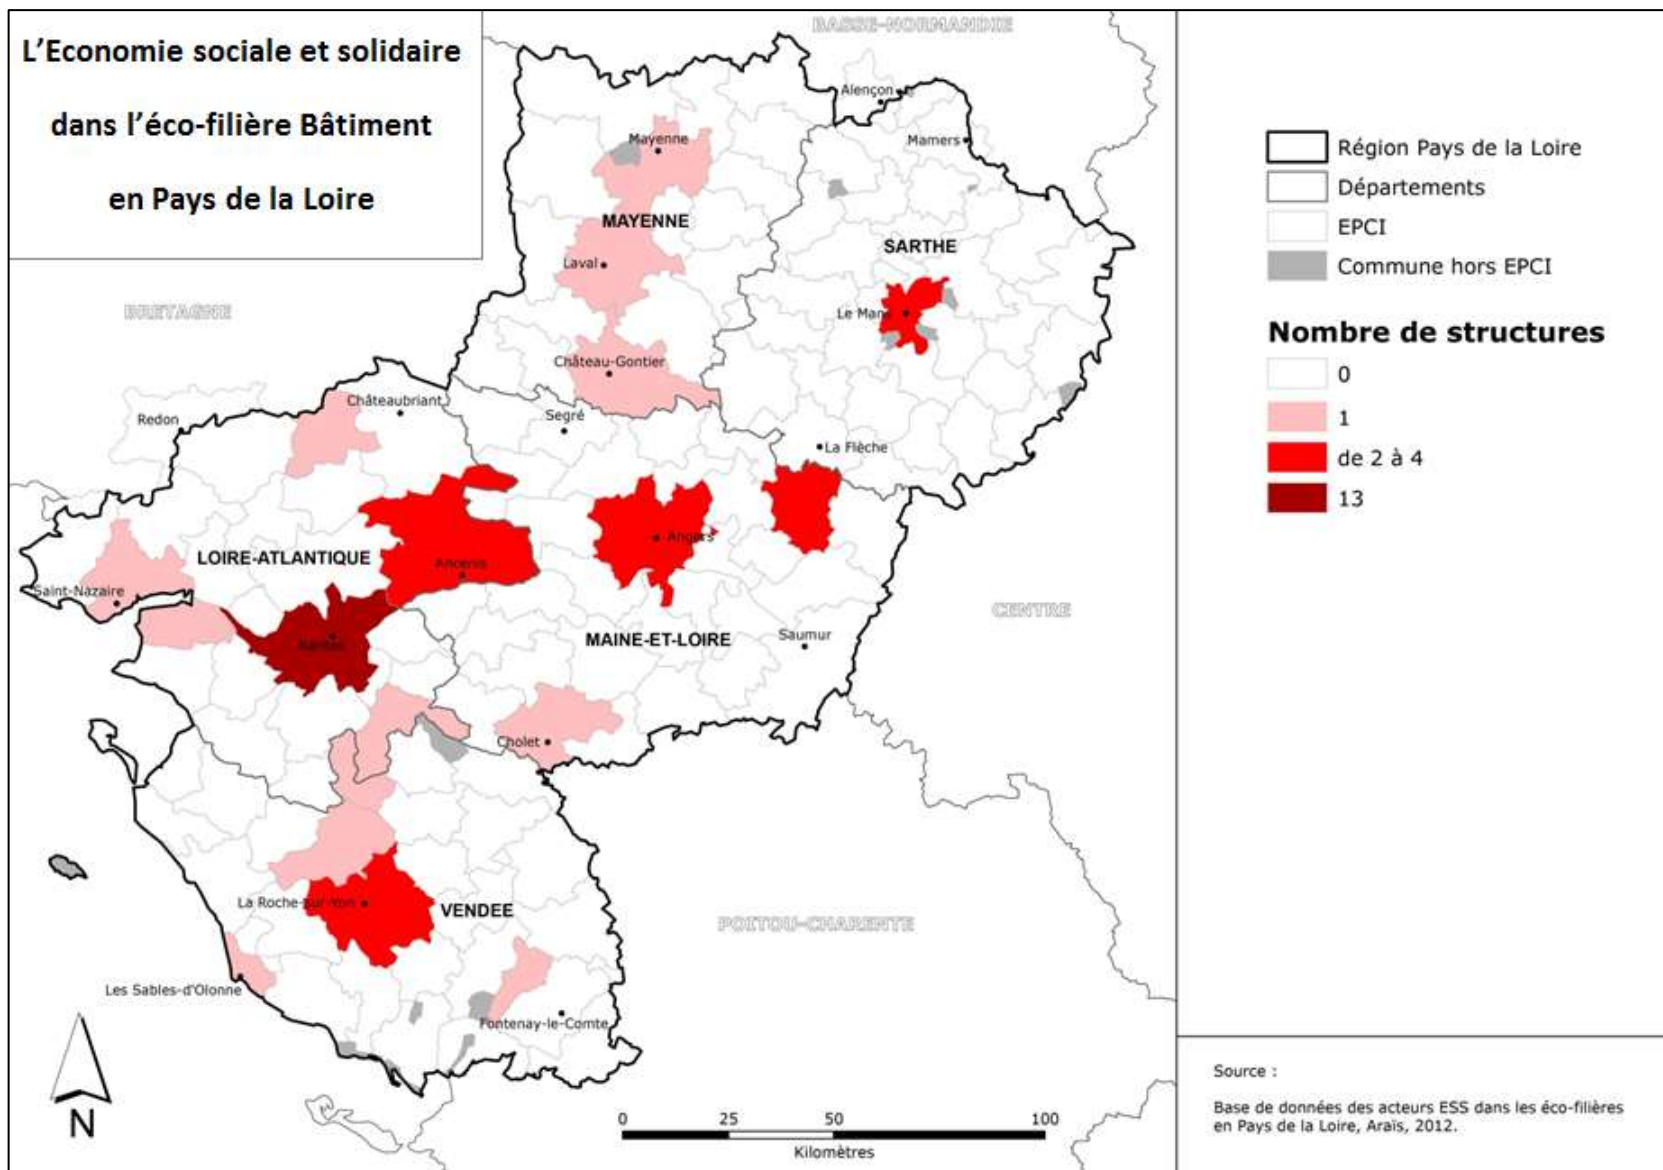 L'Economie sociale et solidaire
dans l'éco-filière Bâtiment
en Pays de la Loire
BASSE-NORMANDIE
Alençon
Mamers
Mayenne
MAYENNE
SARTHE
Laval
Le Mans
BRETAGNE
Château-Gontier
Châteaubriant
Segré
Redon
La Flèche
Angers
LOIRE-ATLANTIQUE
Ancenis
Saint-Nazaire
CENTRE
Nantes
MAINE-ET-LOIRE
Saumur
Cholet
La Roche-sur-Yon
VENDEE
POITOU-CHARENTE
Les Sables-d'Olonne
Fontenay-le-Comte
N
0 25 50 100
Kilomètres
Région Pays de la Loire
Départements
EPCI
Commune hors EPCI
Nombre de structures
0
1
de 2 à 4
13
Source :
Base de données des acteurs ESS dans les éco-filières
en Pays de la Loire, Araïs, 2012.